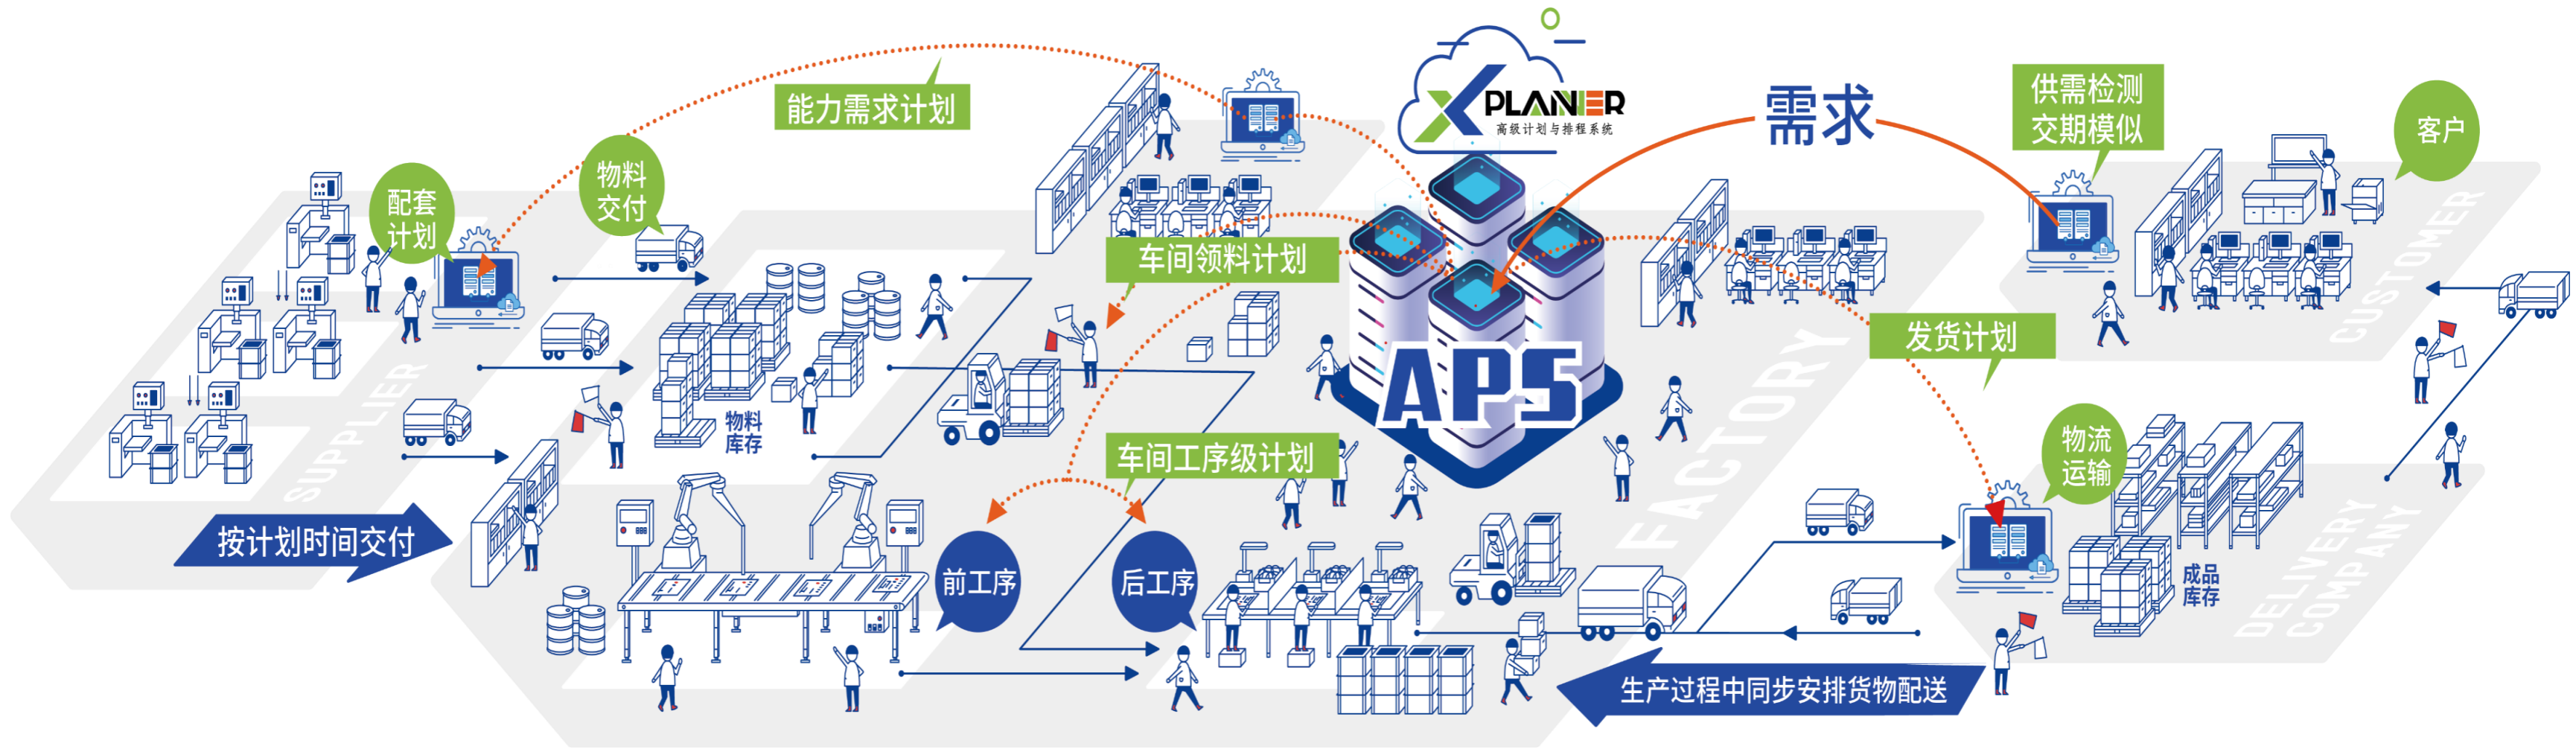 XPLANNER
高级计划与排程系统
需求
供需检测
交期模似
客户
能力需求计划
物料
交付
配套
计划
车间领料计划
发货计划
APS
CUSTOMER
SUPPLIER
FACTORY
物料
库存
车间工序级计划
物流
运输
按计划时间交付
前工序
后工序
成品
库存
DELIVERY
COMPANY
生产过程中同步安排货物配送